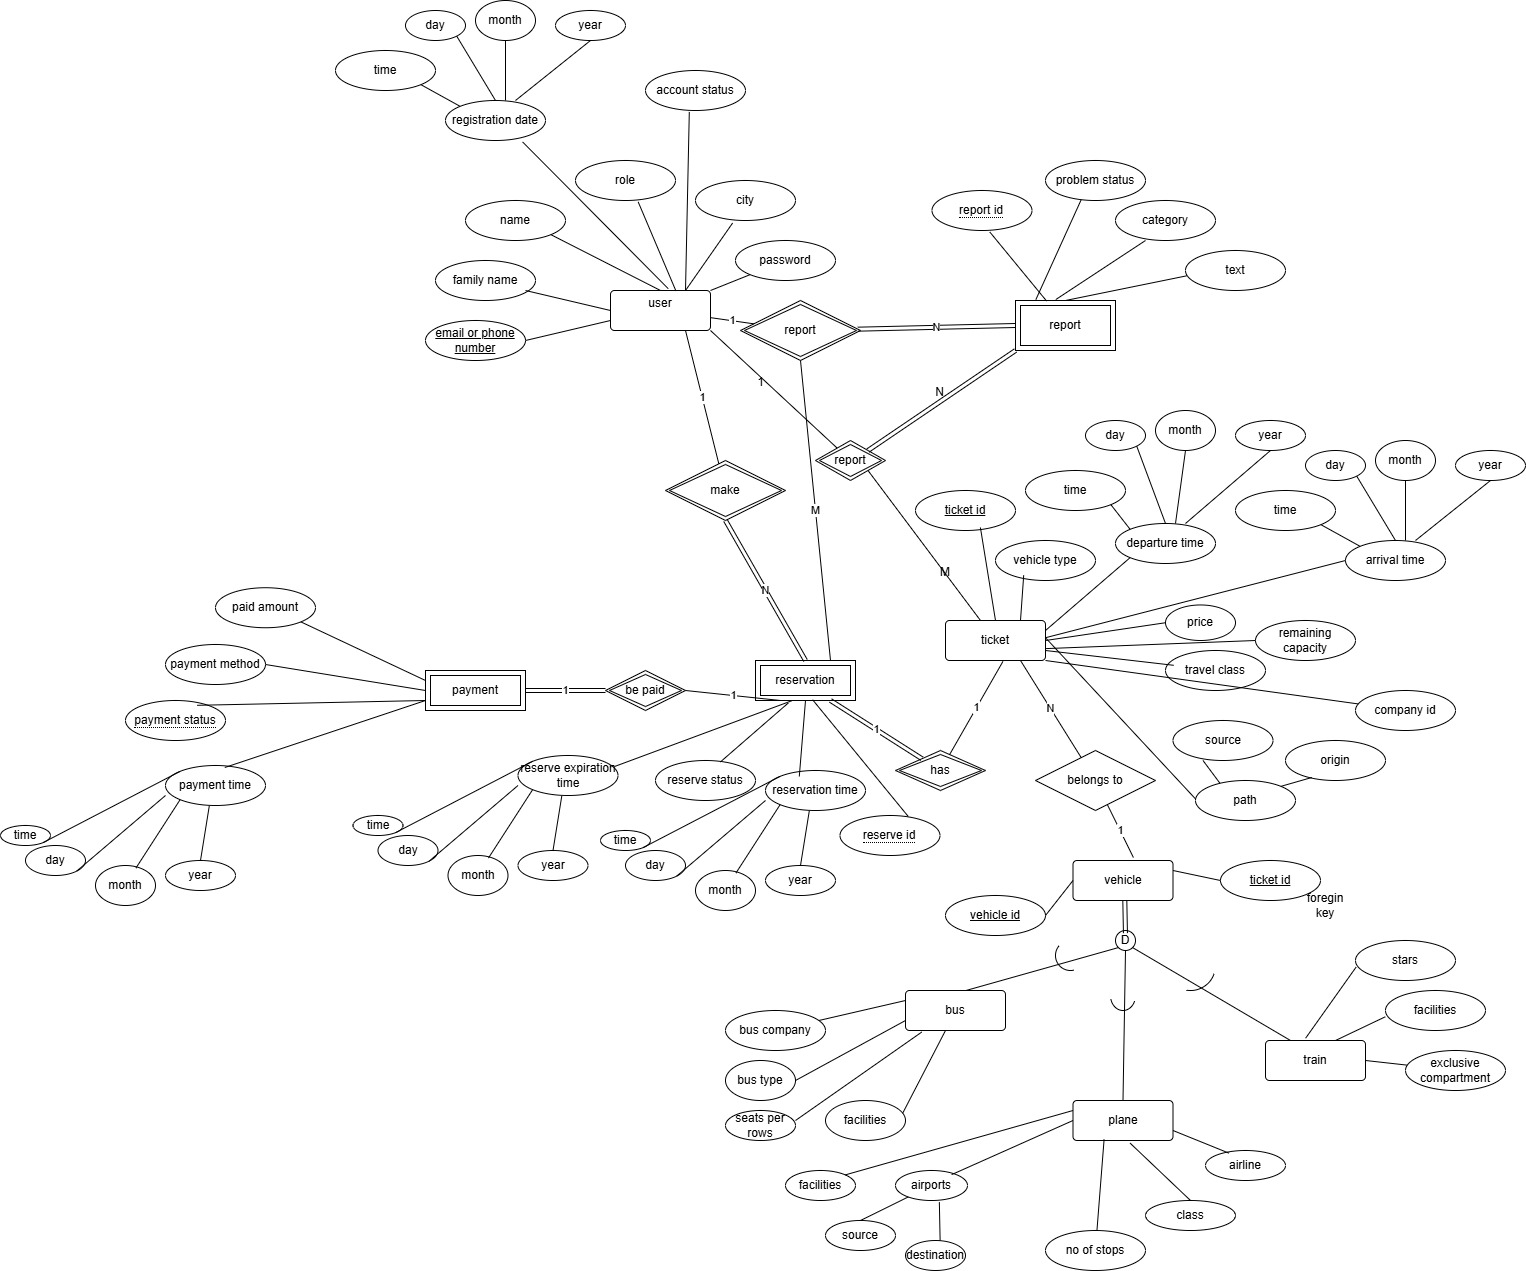 day
month
year
time
registration date
account status
role
city
name
password
family name
email or phone
number
user
1
report
N
report id
problem status
category
text
report
1
1
N
report
make
M
N
M
ticket id
vehicle type
day
month
year
time
departure time
day
month
year
time
arrival time
ticket
price
remaining
capacity
travel class
company id
source
origin
path
paid amount
payment method
payment status
payment
1
be paid
1
reservation
1
has
1
N
belongs to
1
payment time
time
day
month
year
reserve expiration
time
time
day
month
year
reserve status
reservation time
time
day
month
year
reserve id
vehicle
vehicle id
ticket id
foregin
key
D
bus
bus company
bus type
seats per
rows
facilities
stars
facilities
exclusive
compartment
train
plane
facilities
airports
source
destination
no of stops
class
airline